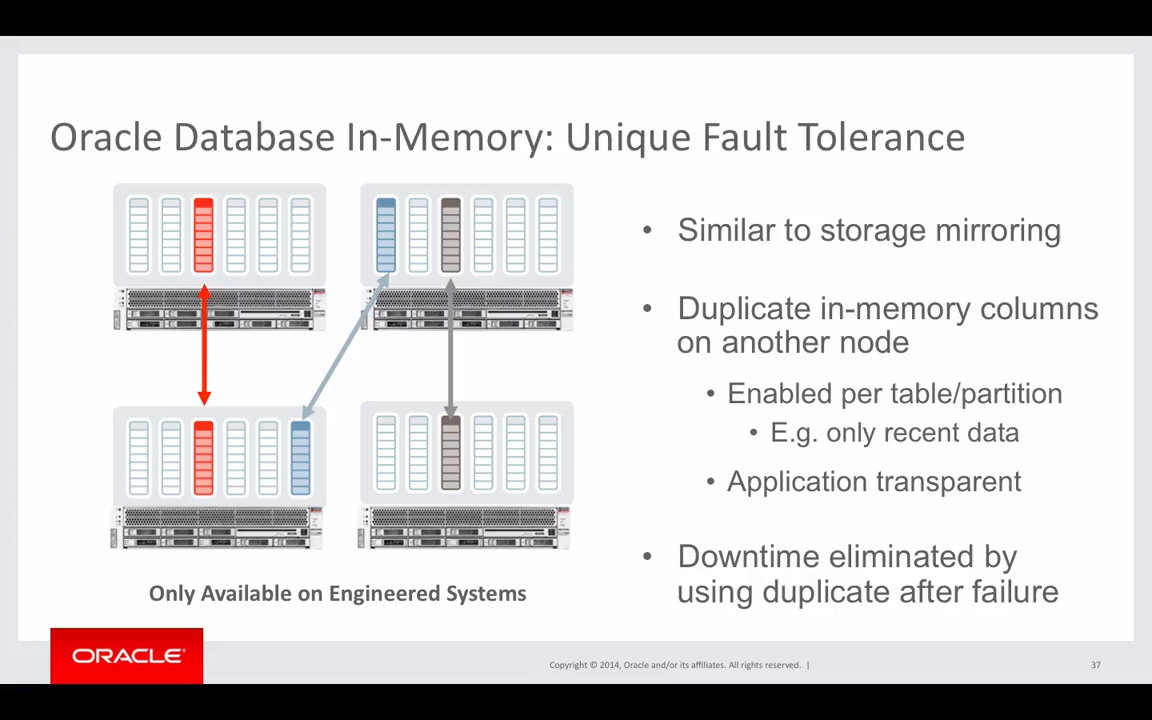 Oracle Database In-Memory: Unique Fault Tolerance
• Similar to storage mirroring
• Duplicate in-memory columns
on another node
• Enabled per table/partition
• E.g. only recent data
• Application transparent
• Downtime eliminated by
using duplicate after failure
Only Available on Engineered Systems
ORACLE®
Copyright © 2014, Oracle and/or its affiliates. All rights reserved. |
37